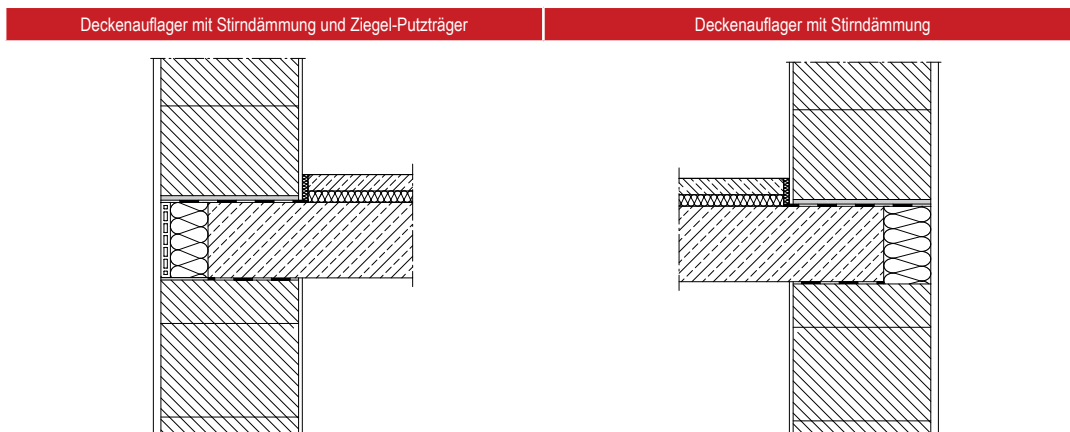 Deckenauflager mit Stirndämmung und Ziegel-Putzträger
Deckenauflager mit Stirndämmung